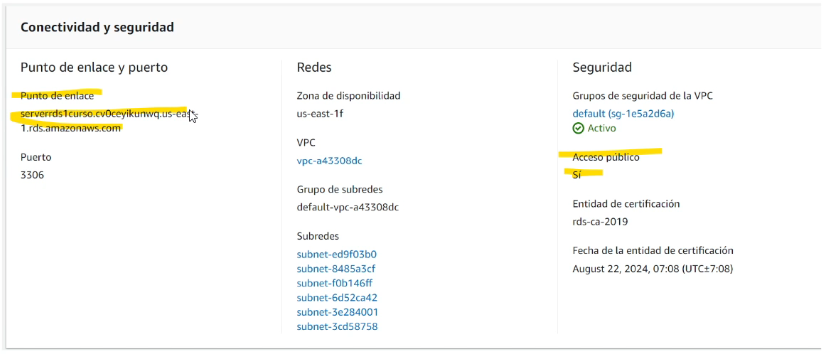 Conectividad y seguridad
Punto de enlace y puerto
Punto de enlace
serverrds1curso.cv0ceyikunwq.us-east-
1.rds.amazonaws.com
Puerto
3306
Redes
Zona de disponibilidad
us-east-1f
VPC
vpc-a43308dc
Grupo de subredes
default-vpc-a43308dc
Subredes
subnet-ed9f03b0
subnet-8485a3cf
subnet-f0b146ff
subnet-6d52ca42
subnet-3e284001
subnet-3cd58758
Seguridad
Grupos de seguridad de la VPC
default (sg-1e5a2d6a)
Activo
Acceso público
Sí
Entidad de certificación
rds-ca-2019
Fecha de la entidad de certificación
August 22, 2024, 07:08 (UTC±7:08)